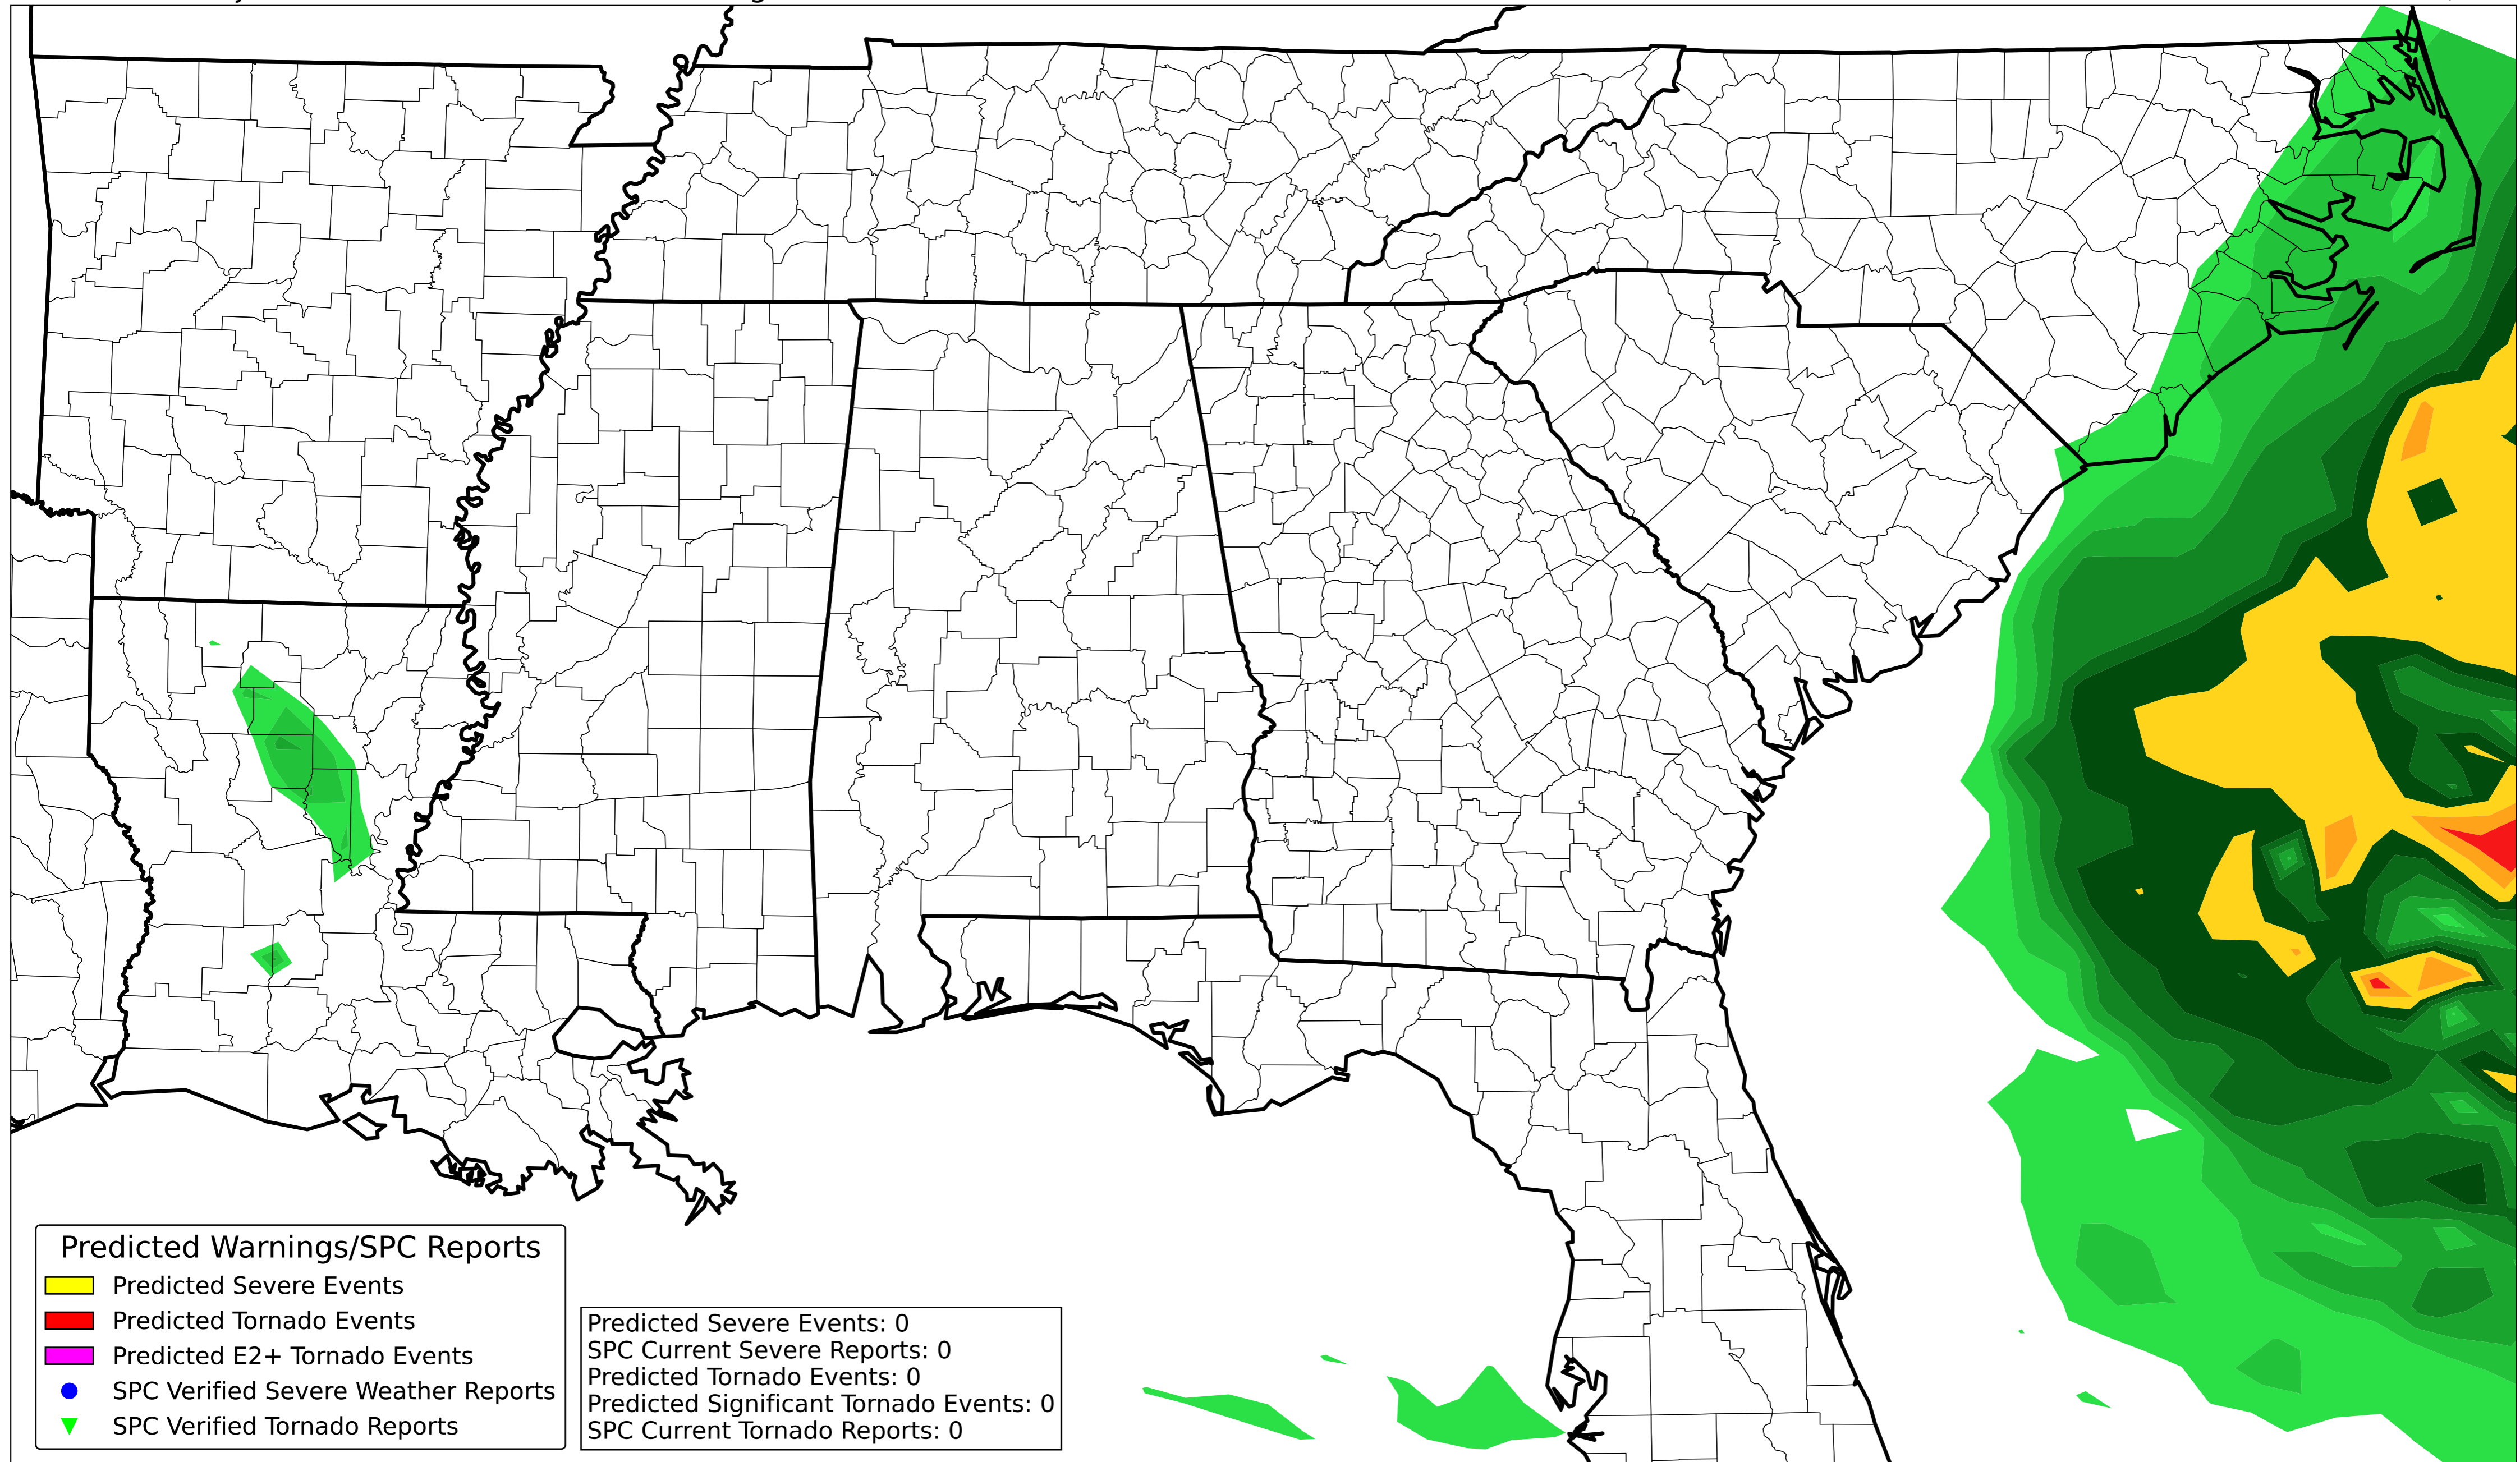 Predicted Warnings/SPC Reports
Predicted Severe Events
Predicted Tornado Events
Predicted E2+ Tornado Events
SPC Verified Severe Weather Reports
SPC Verified Tornado Reports
Predicted Severe Events: 0
SPC Current Severe Reports: 0
Predicted Tornado Events: 0
Predicted Significant Tornado Events: 0
SPC Current Tornado Reports: 0